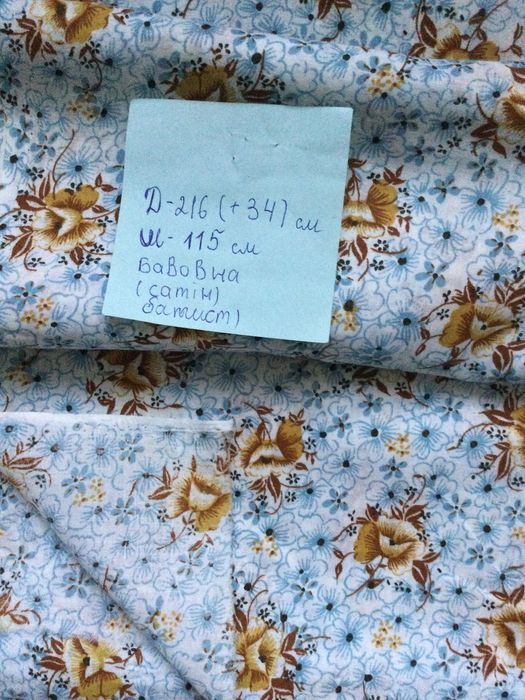 Д-216 (+34) см
Ш- 115 см
бавовна
(сатін)
батист)